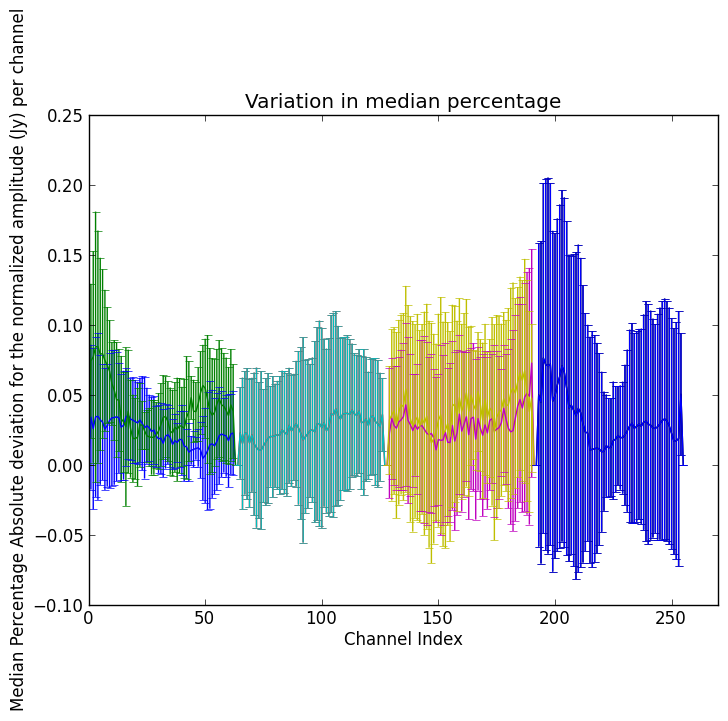 Variation in median percentage
Median Percentage Absolute deviation for the normalized amplitude (Jy) per channel
0.25
0.20
0.15
0.10
0.05
0.00
−0.05
−0.10
0 50 100 150 200 250
Channel Index